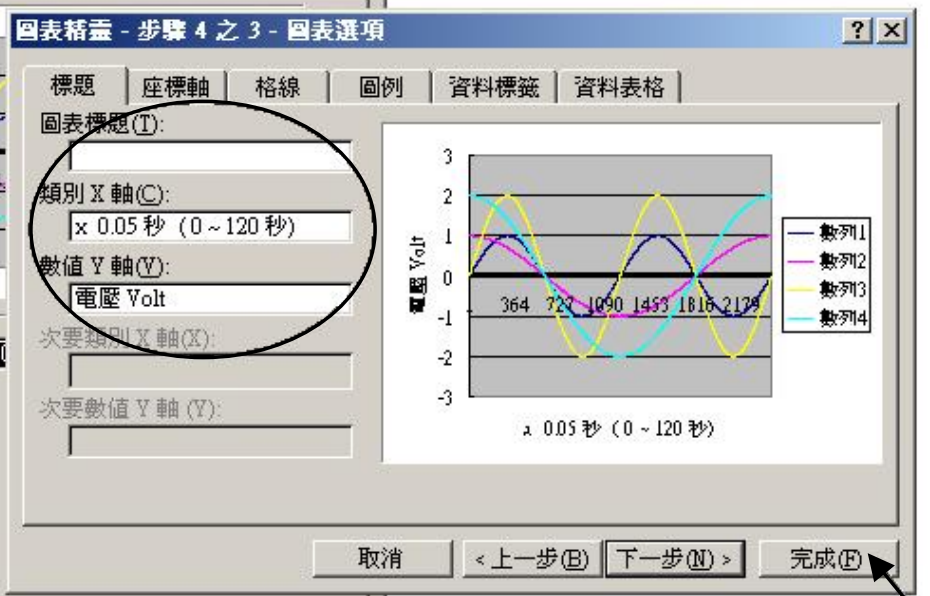 圖表精靈 - 步驟 4 之 3 - 圖表選項
標題 座標軸 格線 圖例 資料標籤 資料表格
圖表標題(T):
類別 X 軸(C):
x 0.05 秒 (0 ~ 120 秒)
數值 Y 軸(V):
電壓 Volt
次要類別 X 軸(X):
次要數值 Y 軸 (Y):
電壓 Volt
3
2
1
0
-1
-2
-3
364 727 1090 1453 1816 2179
x 0.05 秒 (0 ~ 120 秒)
數列1
數列2
數列3
數列4
取消 < 上一步(B) 下一步(N) > 完成(F)